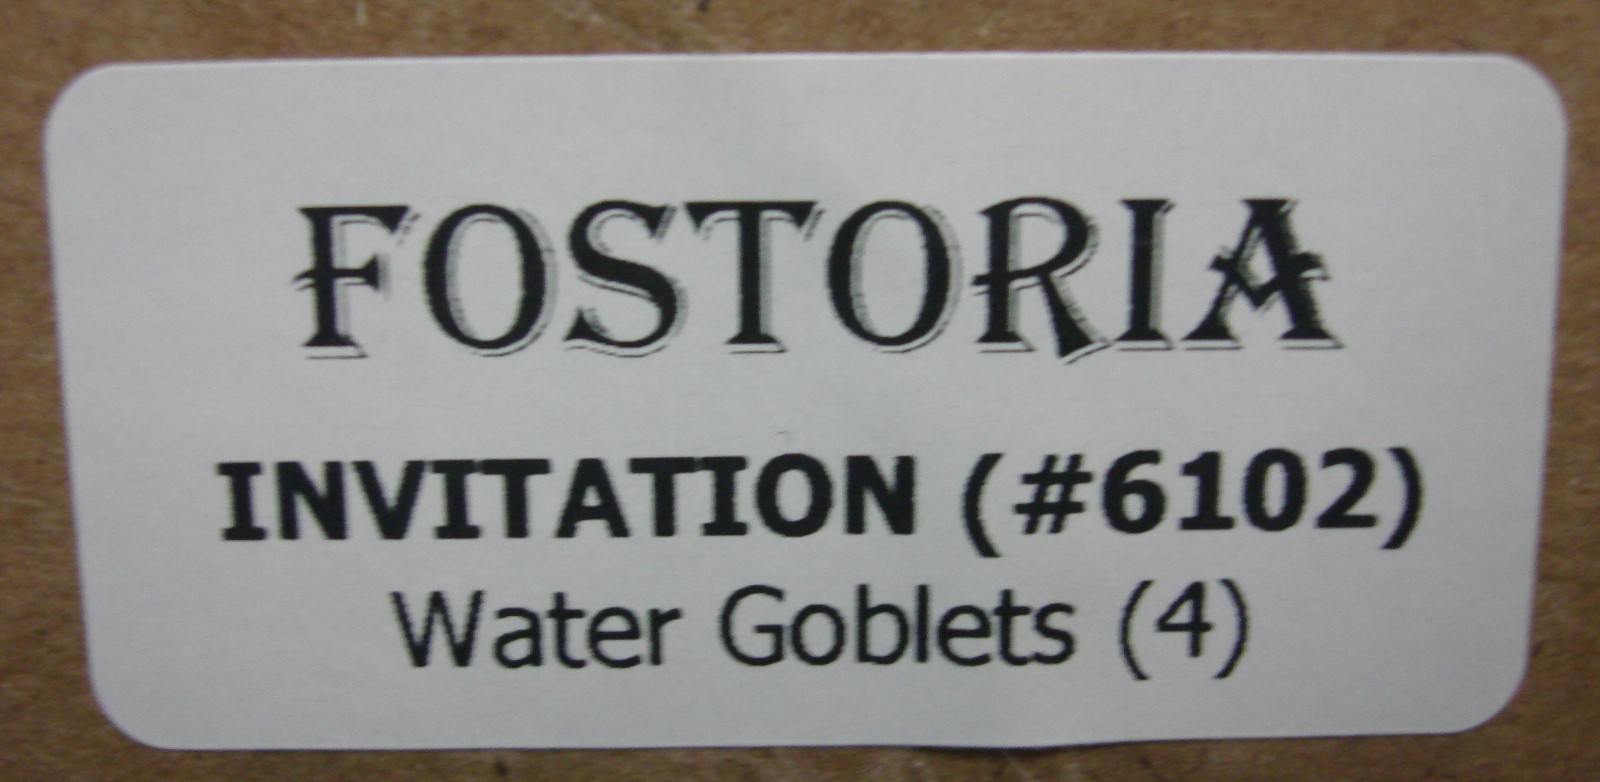 FOSTORIA
INVITATION (#6102)
Water Goblets (4)